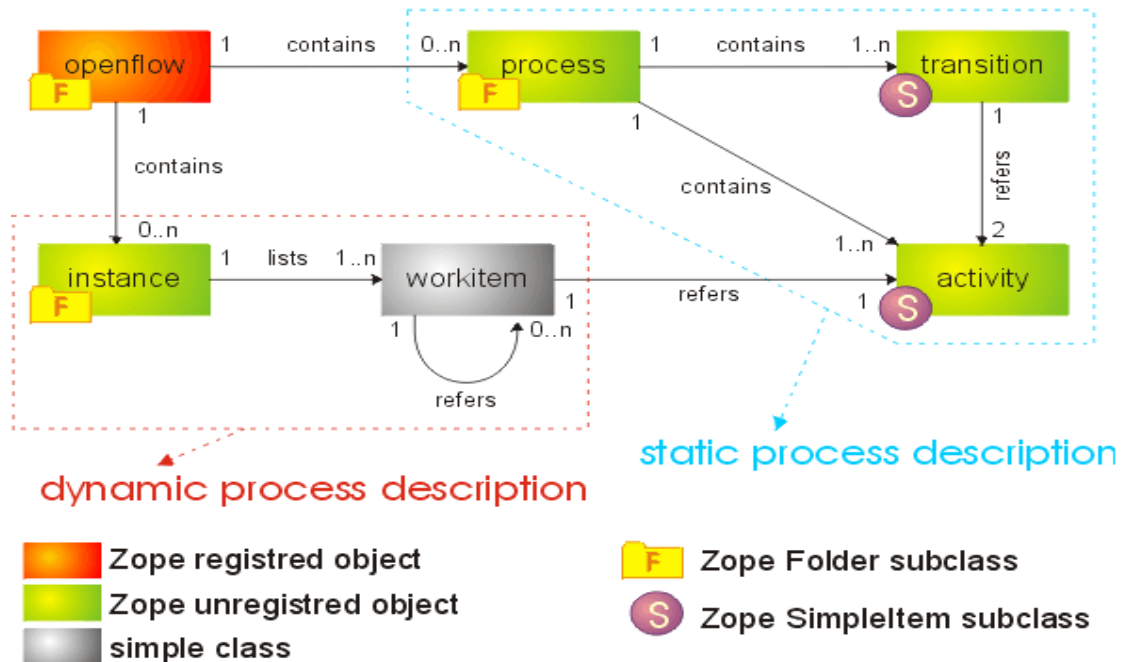 1 contains 0..n 1 contains 1..n
openflow process transition
F F S
1 1 1
contains contains refers
0..n 1..n 2
1 lists 1..n
instance workitem activity
refers
F 1 1 S
1 0..n
refers
static process description
dynamic process description
Zope registred object
F Zope Folder subclass
Zope unregistred object
S Zope SimpleItem subclass
simple class